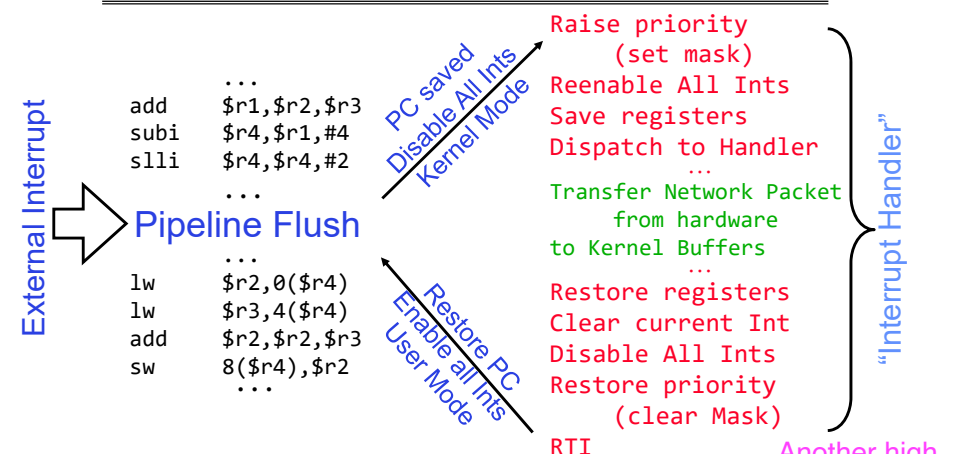 External Interrupt
...
add $r1,$r2,$r3
subi $r4,$r1,#4
slli $r4,$r4,#2
...
Pipeline Flush
...
lw $r2,0($r4)
lw $r3,4($r4)
add $r2,$r2,$r3
sw 8($r4),$r2
...
PC saved
Disable All Ints
Kernel Mode
Restore PC
Enable all Ints
User Mode
Raise priority
(set mask)
Reenable All Ints
Save registers
Dispatch to Handler
...
Transfer Network Packet
from hardware
to Kernel Buffers
...
Restore registers
Clear current Int
Disable All Ints
Restore priority
(clear Mask)
RTI
“Interrupt Handler”
Another high